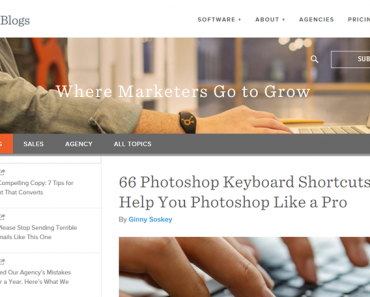 Blogs
SOFTWARE + ABOUT + AGENCIES PRICIN
SUB
Where Marketers Go to Grow
S SALES AGENCY ALL TOPICS
Compelling Copy: 7 Tips for
t That Converts
Please Stop Sending Terrible
mails Like This One
ed Our Agency's Mistakes
r a Year, Here's What We
66 Photoshop Keyboard Shortcuts
Help You Photoshop Like a Pro
By Ginny Soskey